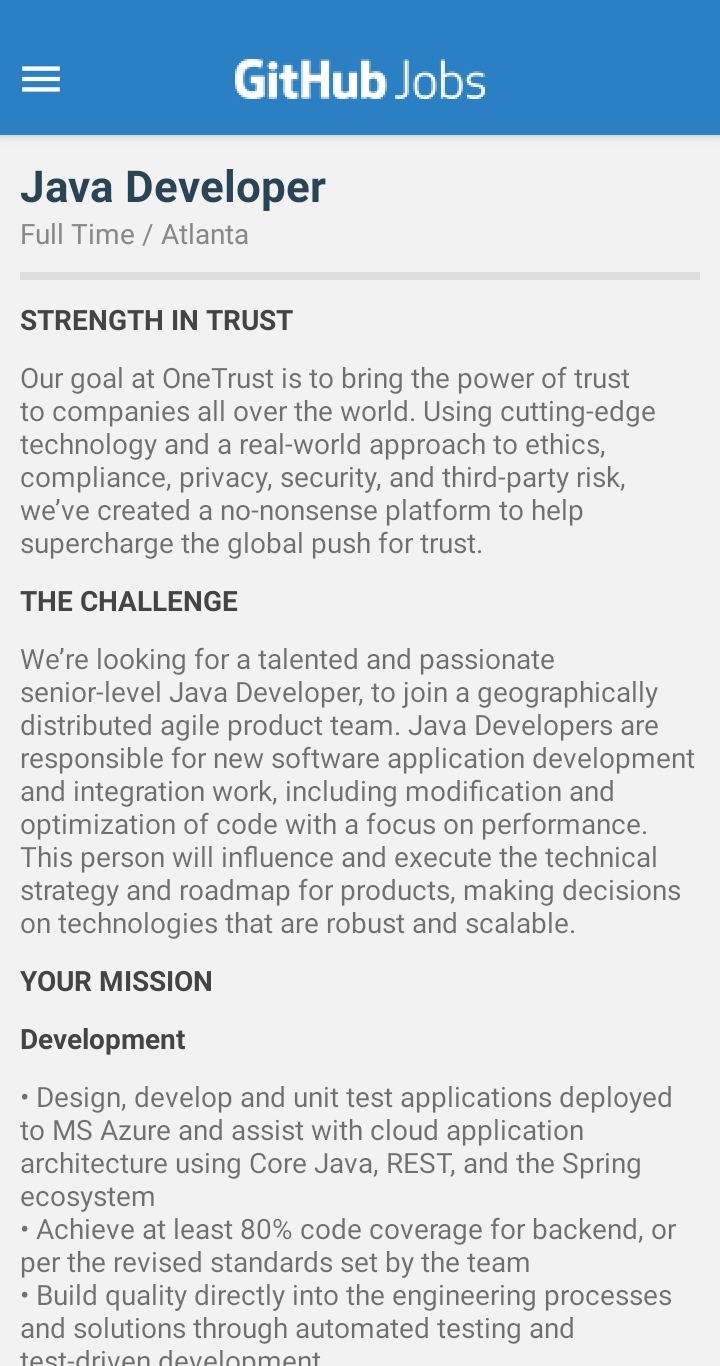 GitHub Jobs
Java Developer
Full Time / Atlanta
STRENGTH IN TRUST
Our goal at OneTrust is to bring the power of trust
to companies all over the world. Using cutting-edge
technology and a real-world approach to ethics,
compliance, privacy, security, and third-party risk,
we’ve created a no-nonsense platform to help
supercharge the global push for trust.
THE CHALLENGE
We’re looking for a talented and passionate
senior-level Java Developer, to join a geographically
distributed agile product team. Java Developers are
responsible for new software application development
and integration work, including modification and
optimization of code with a focus on performance.
This person will influence and execute the technical
strategy and roadmap for products, making decisions
on technologies that are robust and scalable.
YOUR MISSION
Development
• Design, develop and unit test applications deployed
to MS Azure and assist with cloud application
architecture using Core Java, REST, and the Spring
ecosystem
• Achieve at least 80% code coverage for backend, or
per the revised standards set by the team
• Build quality directly into the engineering processes
and solutions through automated testing and
test-driven development